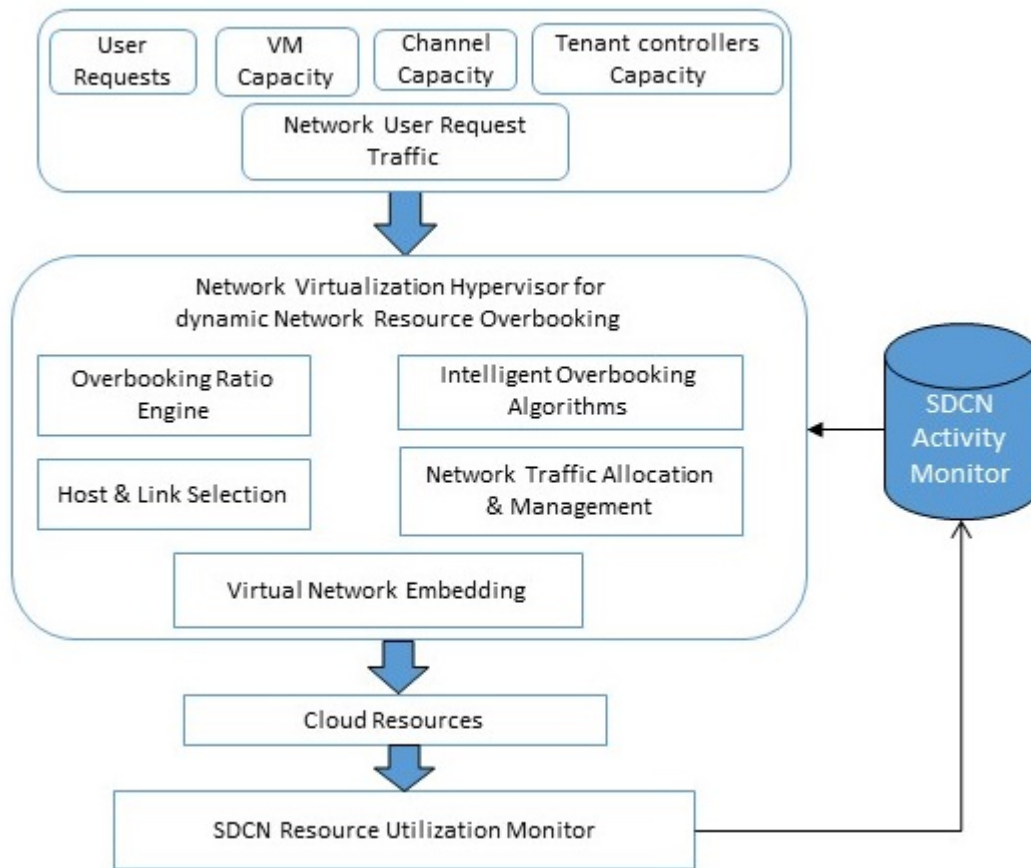 User
Requests
VM
Capacity
Channel
Capacity
Tenant controllers
Capacity
Network User Request
Traffic
Network Virtualization Hypervisor for
dynamic Network Resource Overbooking
Overbooking Ratio
Engine
Intelligent Overbooking
Algorithms
Host & Link Selection
Network Traffic Allocation
& Management
Virtual Network Embedding
SDCN
Activity
Monitor
Cloud Resources
SDCN Resource Utilization Monitor